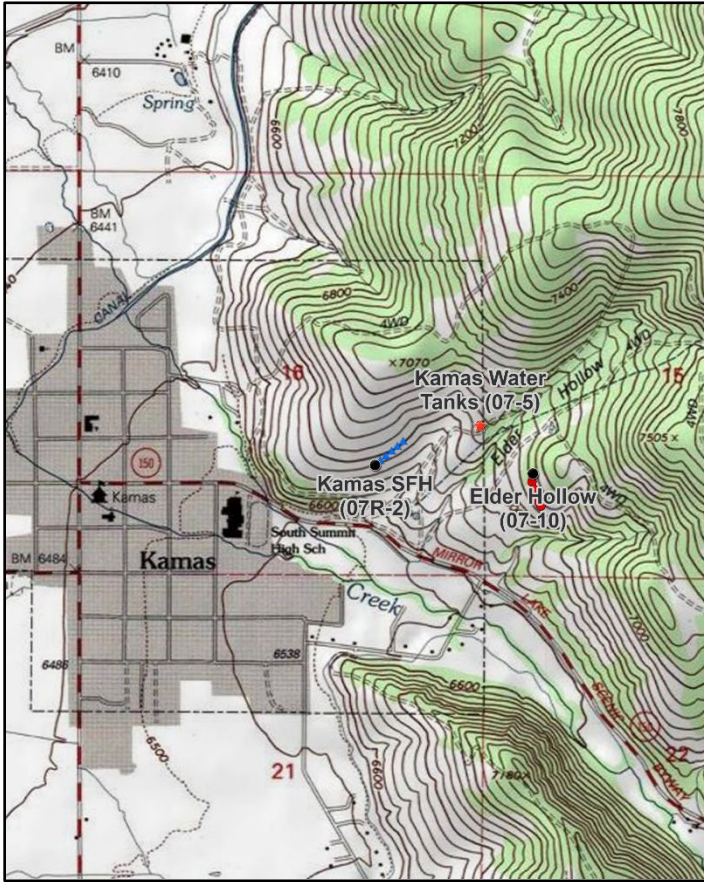 BM
6410
Spring
6600
7200
7800
BM
6441
CANAL
6800
4WD
7400
×7070
16
Kamas Water
Tanks (07-5)
Elder
Hollow
4WD
15
4WD
7505×
150
Kamas
Kamas SFH
(07R-2)
Elder Hollow
(07-10)
4WD
6600
South Summit
High Sch
BM 6484
Kamas
MIRROR
LAKE
SCENIC
BYWAY
Creek
7000
6486
6538
6600
6500
22
21
6600
7180×